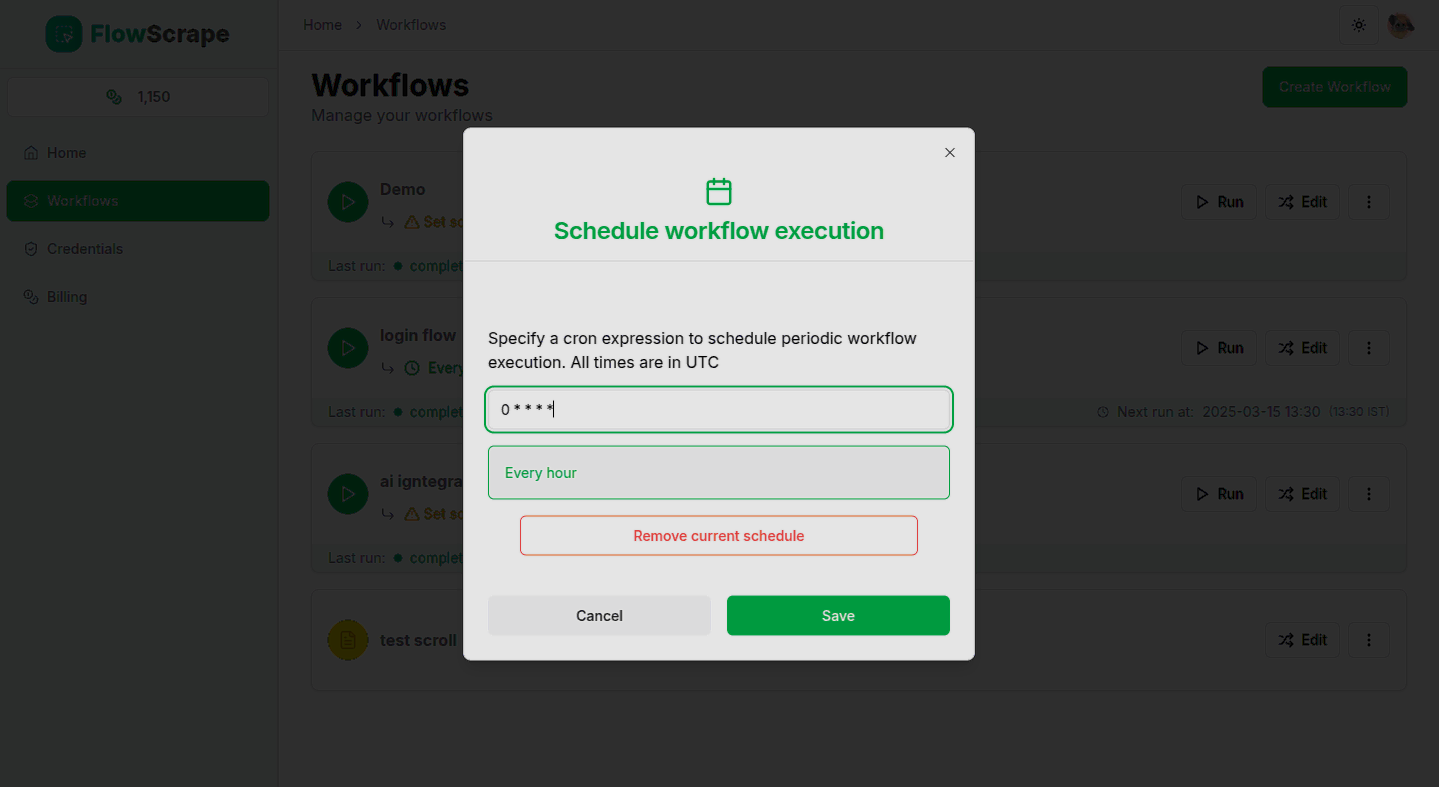 FlowScrape
Home > Workflows
1,150
Home
Workflows
Credentials
Billing
Workflows
Manage your workflows
Create Workflow
Demo
Set sc
Run
Edit
Last run: complet
login flow
Every
Run
Edit
Last run: complet
Next run at: 2025-03-15 13:30 (13:30 IST)
ai igntegra
Set sc
Run
Edit
Last run: complet
test scroll
Edit
Schedule workflow execution
Specify a cron expression to schedule periodic workflow
execution. All times are in UTC
0 * * * *
Every hour
Remove current schedule
Cancel
Save